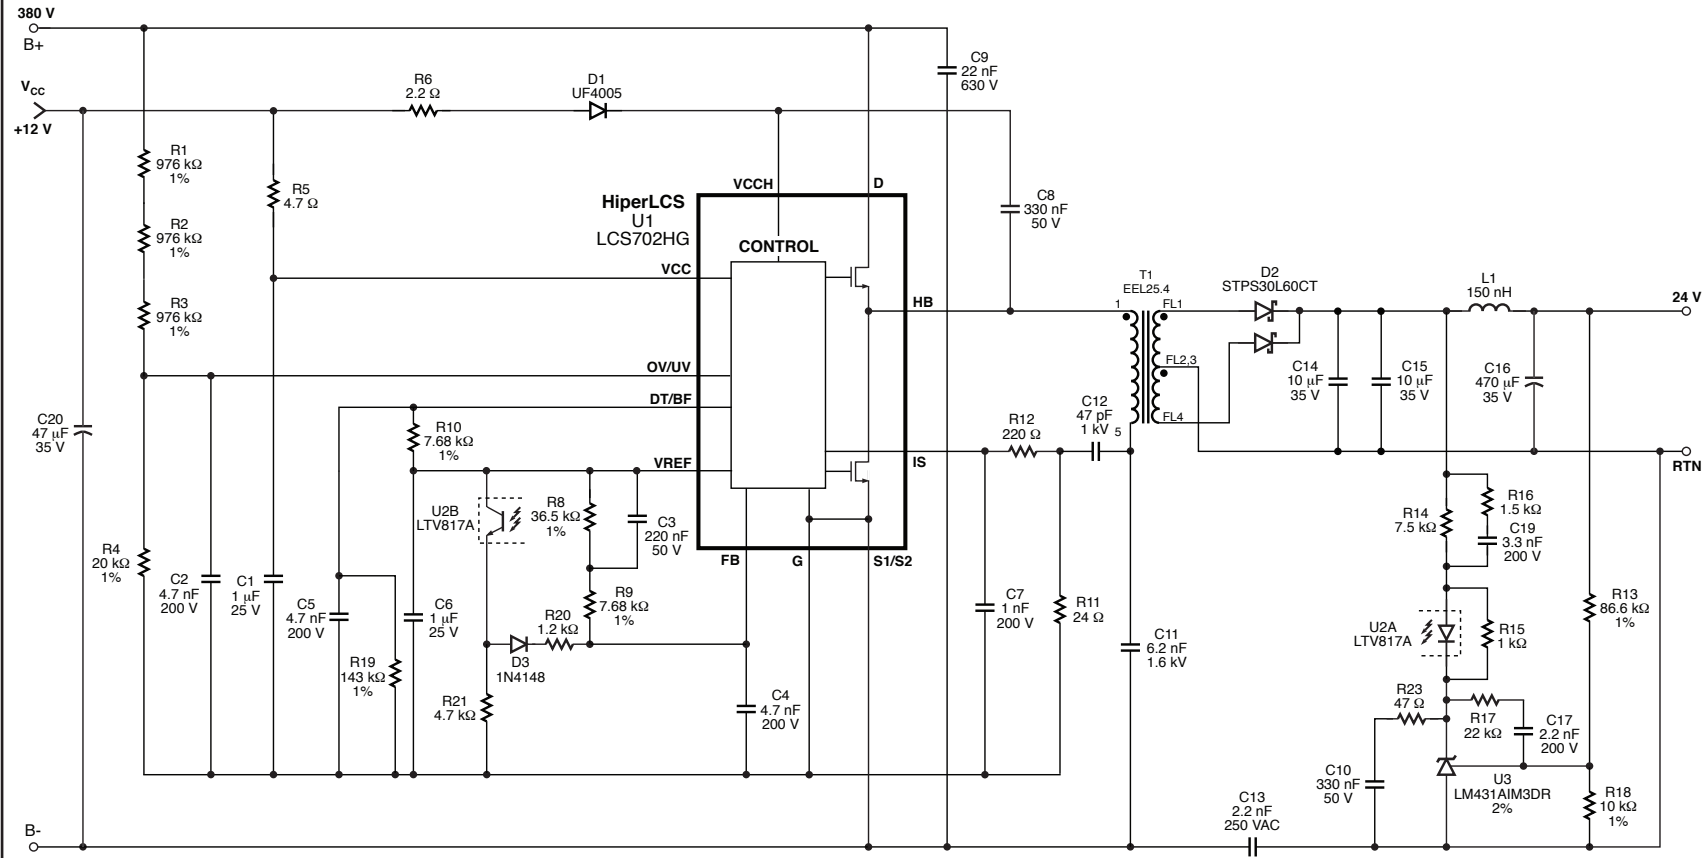 380 V
B+
VCC
+12 V
R6
2.2 Ω
D1
UF4005
C9
22 nF
630 V
R1
976 kΩ
1%
R2
976 kΩ
1%
R3
976 kΩ
1%
R5
4.7 Ω
HiperLCS
U1
LCS702HG
VCCH
D
CONTROL
VCC
HB
OV/UV
DT/BF
VREF
IS
FB
G
S1/S2
C8
330 nF
50 V
T1
EEL25.4
1
5
FL1
FL2,3
FL4
D2
STPS30L60CT
L1
150 nH
24 V
RTN
C14
10 μF
35 V
C15
10 μF
35 V
C16
470 μF
35 V
C20
47 μF
35 V
R4
20 kΩ
1%
C2
4.7 nF
200 V
C1
1 μF
25 V
C5
4.7 nF
200 V
R10
7.68 kΩ
1%
U2B
LTV817A
R8
36.5 kΩ
1%
C3
220 nF
50 V
C6
1 μF
25 V
R20
1.2 kΩ
R9
7.68 kΩ
1%
D3
1N4148
R19
143 kΩ
1%
R21
4.7 kΩ
C4
4.7 nF
200 V
R12
220 Ω
C12
47 pF
1 kV
C7
1 nF
200 V
R11
24 Ω
C11
6.2 nF
1.6 kV
R14
7.5 kΩ
R16
1.5 kΩ
C19
3.3 nF
200 V
U2A
LTV817A
R15
1 kΩ
R13
86.6 kΩ
1%
R23
47 Ω
R17
22 kΩ
C17
2.2 nF
200 V
C10
330 nF
50 V
U3
LM431AIM3DR
2%
R18
10 kΩ
1%
C13
2.2 nF
250 VAC
B-